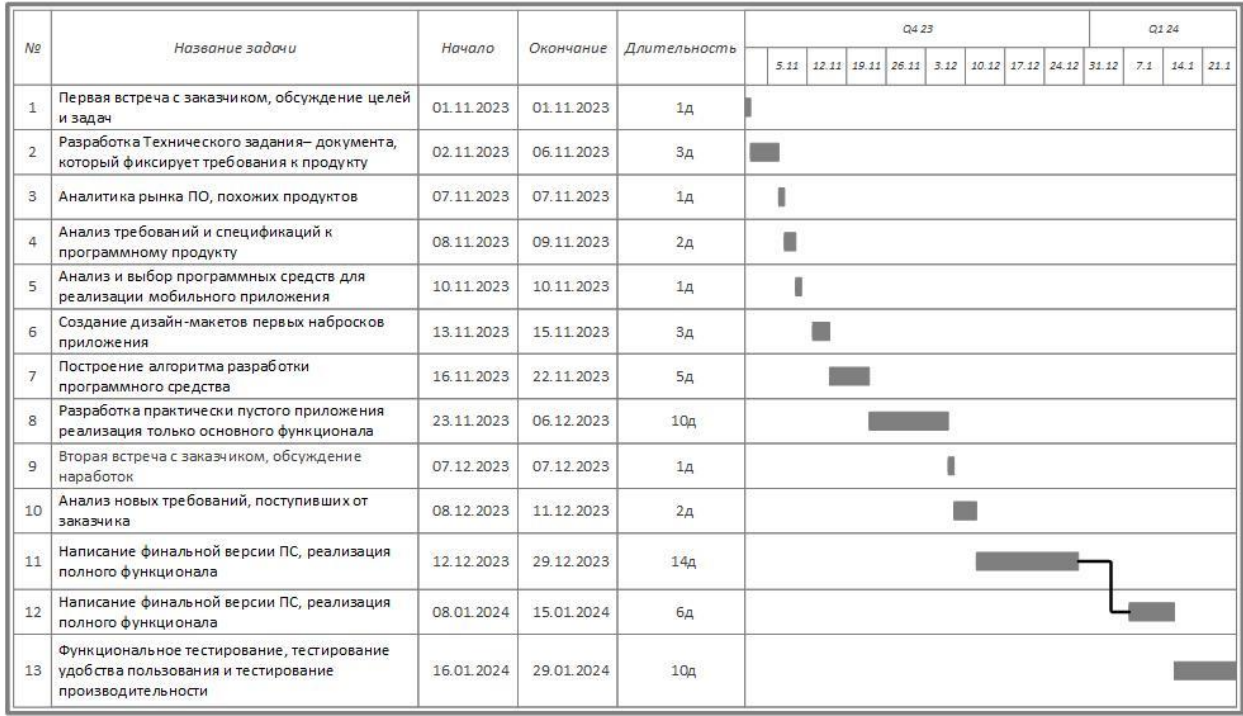 № Название задачи Начало Окончание Длительность Q4 23 Q1 24
5.11 12.11 19.11 26.11 3.12 10.12 17.12 24.12 31.12 7.1 14.1 21.1
1 Первая встреча с заказчиком, обсуждение целей
и задач 01.11.2023 01.11.2023 1д
2 Разработка Технического задания– документа,
который фиксирует требования к продукту 02.11.2023 06.11.2023 3д
3 Аналитика рынка ПО, похожих продуктов 07.11.2023 07.11.2023 1д
4 Анализ требований и спецификаций к
программному продукту 08.11.2023 09.11.2023 2д
5 Анализ и выбор программных средств для
реализации мобильного приложения 10.11.2023 10.11.2023 1д
6 Создание дизайн-макетов первых набросков
приложения 13.11.2023 15.11.2023 3д
7 Построение алгоритма разработки
программного средства 16.11.2023 22.11.2023 5д
8 Разработка практически пустого приложения
реализация только основного функционала 23.11.2023 06.12.2023 10д
9 Вторая встреча с заказчиком, обсуждение
наработок 07.12.2023 07.12.2023 1д
10 Анализ новых требований, поступивших от
заказчика 08.12.2023 11.12.2023 2д
11 Написание финальной версии ПС, реализация
полного функционала 12.12.2023 29.12.2023 14д
12 Написание финальной версии ПС, реализация
полного функционала 08.01.2024 15.01.2024 6д
13 Функциональное тестирование, тестирование
удобства пользования и тестирование
производительности 16.01.2024 29.01.2024 10д